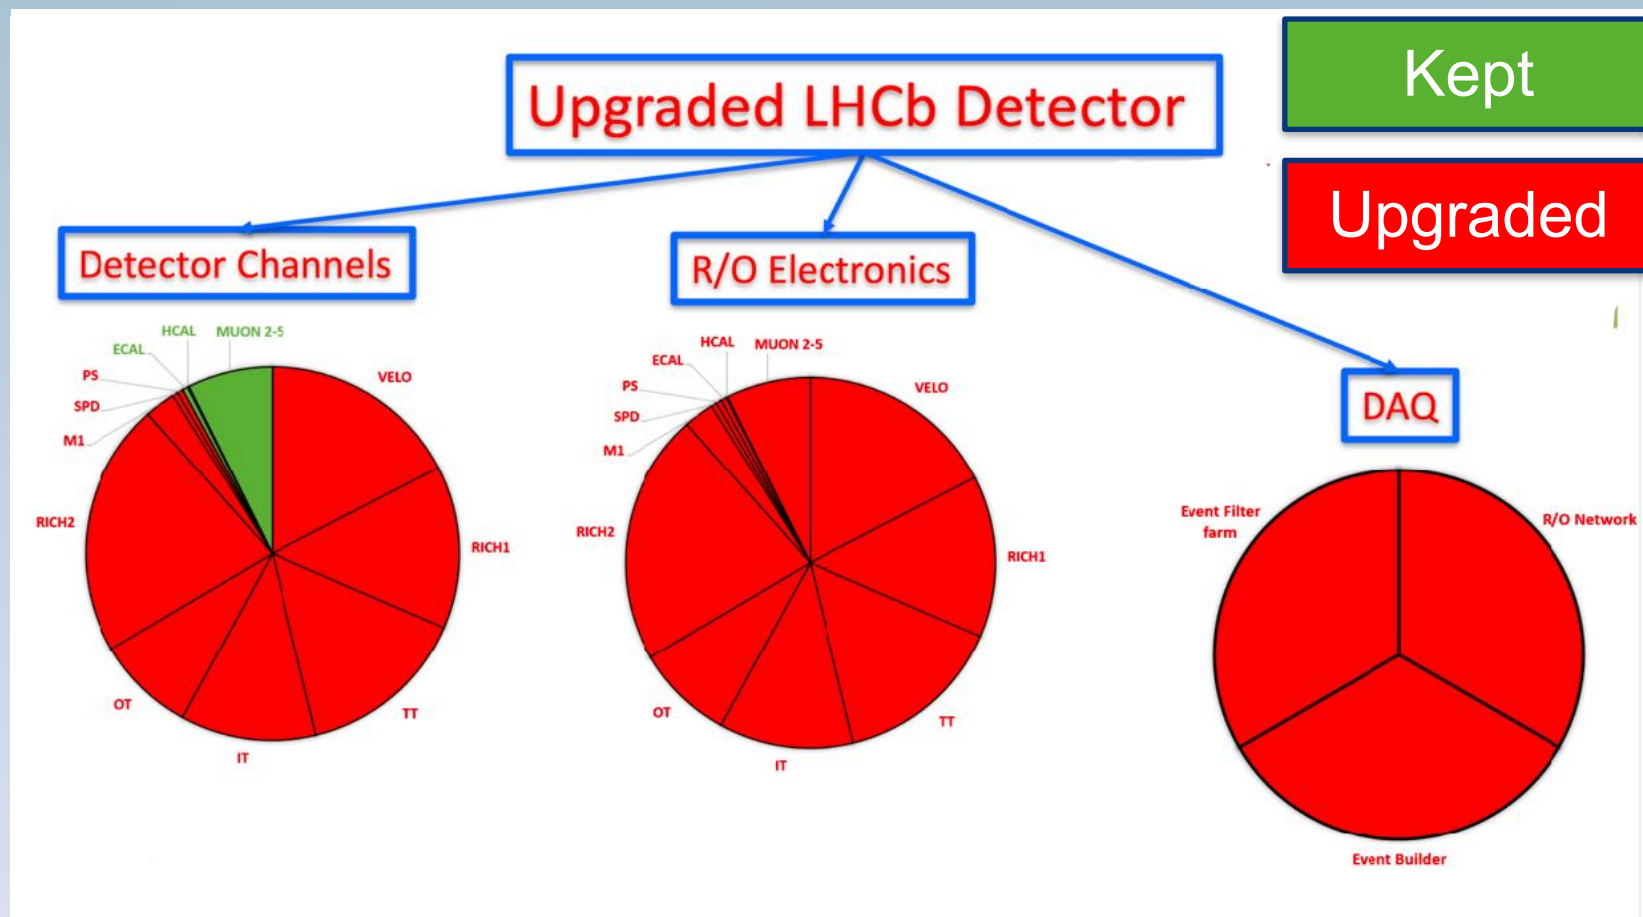 Kept
Upgraded LHCb Detector
Upgraded
Detector Channels
R/O Electronics
DAQ
HCAL
MUON 2-5
ECAL
PS
SPD
M1
VELO
RICH2
RICH1
OT
TT
IT
HCAL
MUON 2-5
ECAL
PS
SPD
M1
VELO
RICH2
RICH1
OT
TT
IT
Event Filter
farm
R/O Network
Event Builder